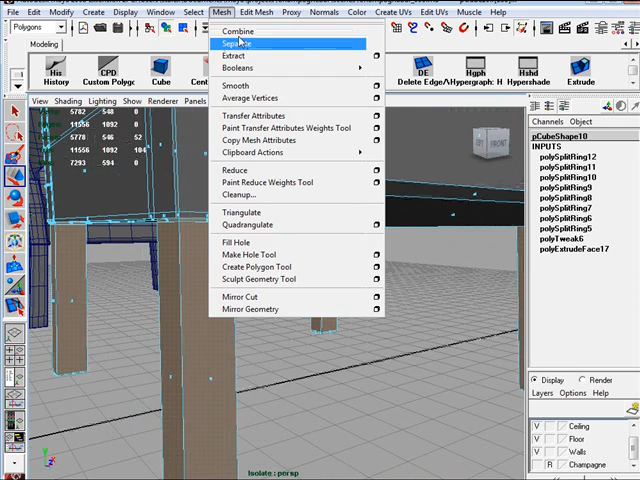 File Edit Modify Create Display Window Select Mesh Edit Mesh Proxy Normals Color Create UVs Edit UVs Muscle Help
Polygons
Modeling
His CPD DE Hgph Hshd
History Custom Polygc Cube Cent Delete Edge/\ Hypergraph: H Hypershade Extrude
View Shading Lighting Show Renderer Panels
5782 548 0
11556 1092 0
5778 546 52
11556 1092 104
7293 594 0
FRONT
Combine
Separate
Extract
Booleans
Smooth
Average Vertices
Transfer Attributes
Paint Transfer Attributes Weights Tool
Copy Mesh Attributes
Clipboard Actions
Reduce
Paint Reduce Weights Tool
Cleanup...
Triangulate
Quadrangulate
Fill Hole
Make Hole Tool
Create Polygon Tool
Sculpt Geometry Tool
Mirror Cut
Mirror Geometry
Isolate : persp
Channels Object
pCubeShape10
INPUTS
polySplitRing12
polySplitRing11
polySplitRing10
polySplitRing9
polySplitRing8
polySplitRing7
polySplitRing6
polySplitRing5
polyTweak6
polyExtrudeFace17
Display Render
Layers Options Help
V Ceiling
V Floor
V Walls
R Champagne